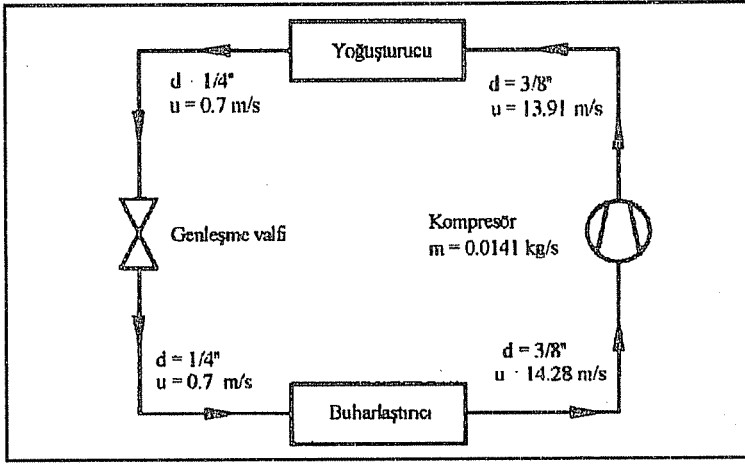 Yoğuşturucu
d · 1/4"
u = 0.7 m/s
d = 3/8"
u = 13.91 m/s
Genleşme valfi
Kompresör
m = 0.0141 kg/s
d = 1/4"
u = 0.7 m/s
d = 3/8"
u · 14.28 m/s
Buharlaştırıcı